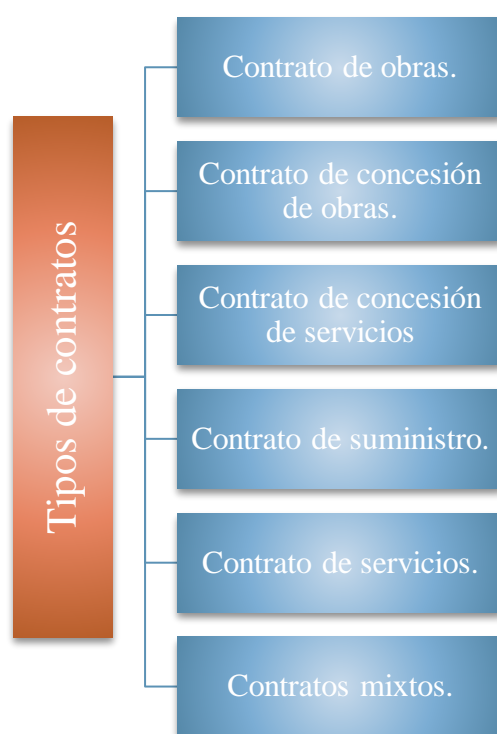 Tipos de contratos
Contrato de obras.
Contrato de concesión
de obras.
Contrato de concesión
de servicios
Contrato de suministro.
Contrato de servicios.
Contratos mixtos.